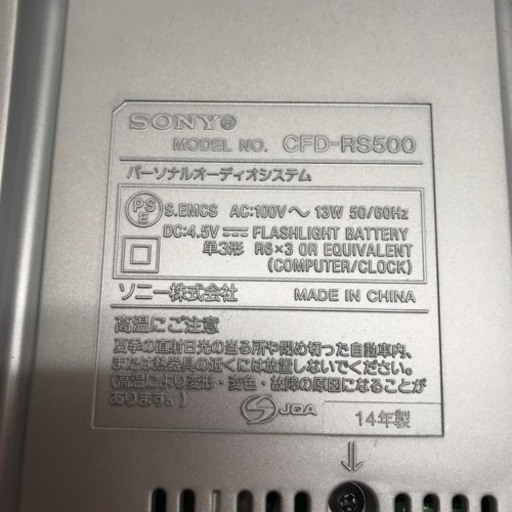 SONY®
MODEL NO. CFD-RS500
パーソナルオーディオシステム
PS
E
S.EMCS AC:100V～ 13W 50/60Hz
DC:4.5V⎓ FLASHLIGHT BATTERY
単3形 R6×3 OR EQUIVALENT
(COMPUTER/CLOCK)
ソニー株式会社 MADE IN CHINA
高温にご注意
夏季の直射日光の当る所や閉め切った自動車内、
または熱器具の近くには放置しないでください。
(高温により変形・変色・故障の原因になることが
あります。)
JQA
14年製